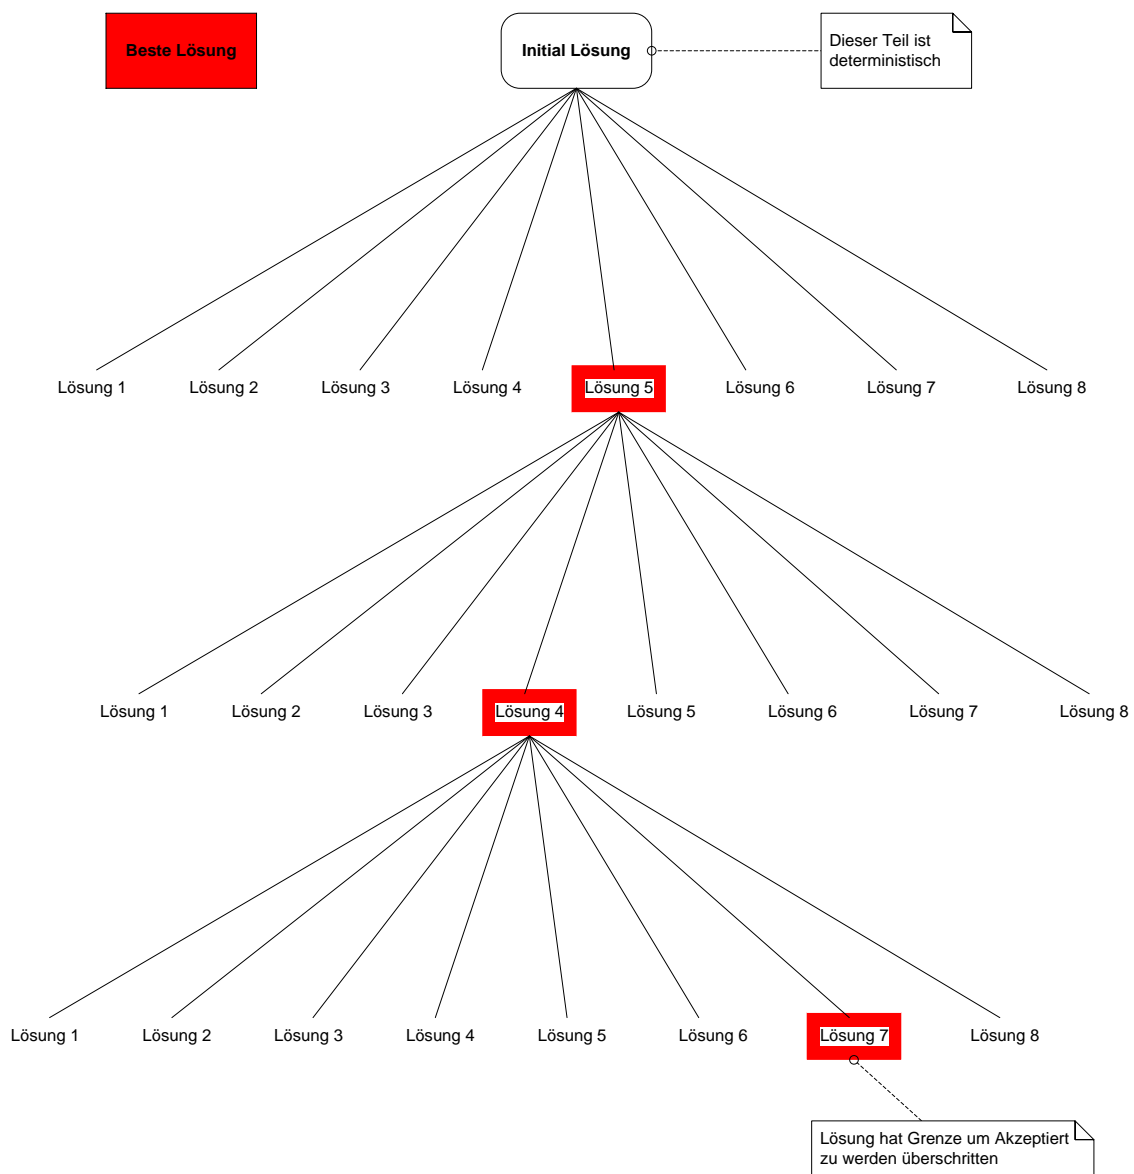 Beste Lösung
Initial Lösung
Dieser Teil ist
deterministisch
Lösung 1
Lösung 2
Lösung 3
Lösung 4
Lösung 5
Lösung 6
Lösung 7
Lösung 8
Lösung 1
Lösung 2
Lösung 3
Lösung 4
Lösung 5
Lösung 6
Lösung 7
Lösung 8
Lösung 1
Lösung 2
Lösung 3
Lösung 4
Lösung 5
Lösung 6
Lösung 7
Lösung 8
Lösung hat Grenze um Akzeptiert
zu werden überschritten